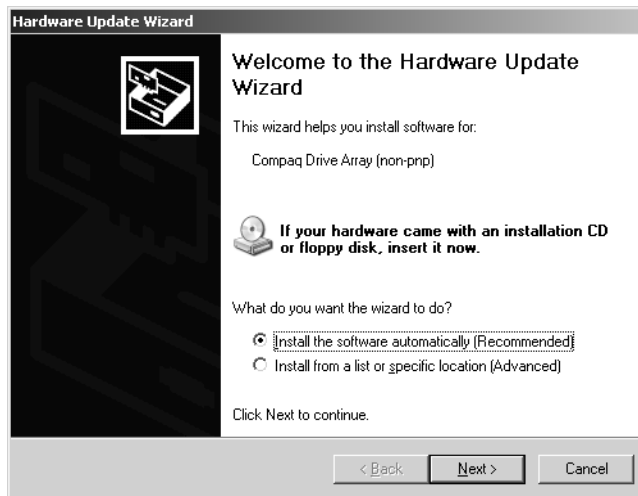 Hardware Update Wizard
Welcome to the Hardware Update
Wizard
This wizard helps you install software for:
Compaq Drive Array (non-pnp)
If your hardware came with an installation CD
or floppy disk, insert it now.
What do you want the wizard to do?
Install the software automatically (Recommended)
Install from a list or specific location (Advanced)
Click Next to continue.
< Back Next > Cancel